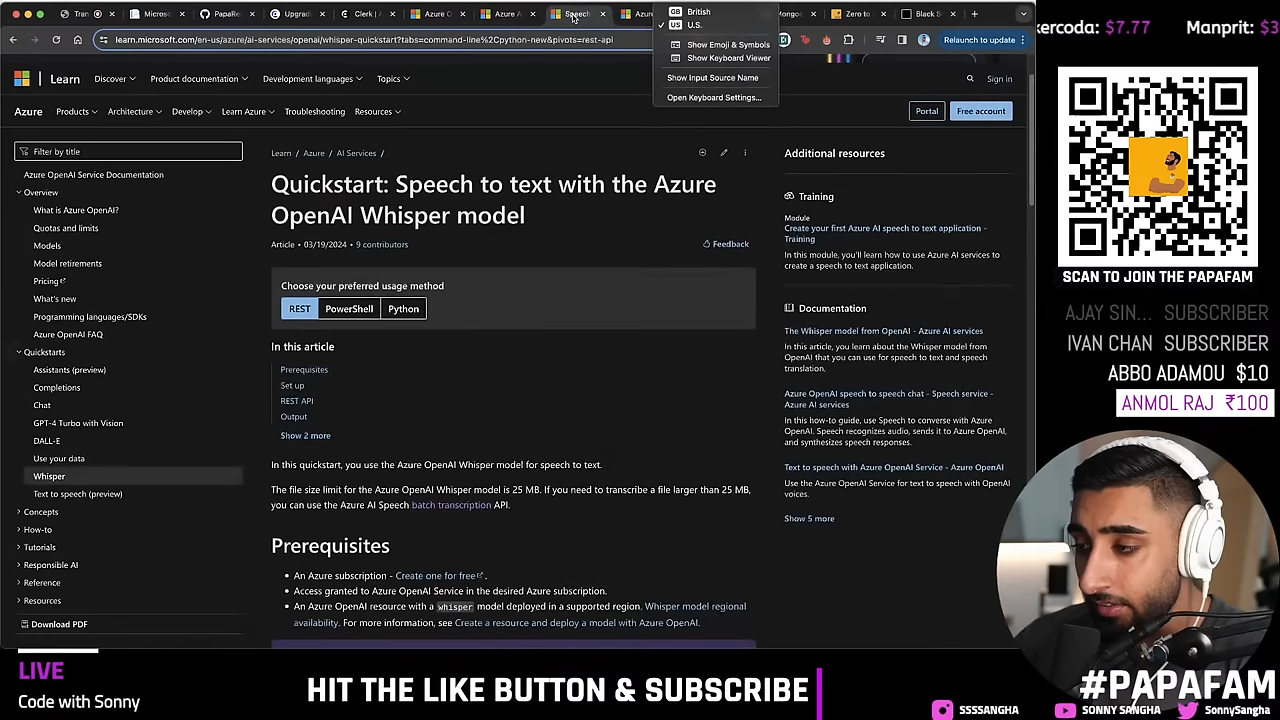 Tran
Micros
PapaRe
Upgradi
Clerk | A
Azure O
Azure A
Speech
Azure
Zero to
Black S
British
U.S.
Show Emoji & Symbols
Show Keyboard Viewer
Show Input Source Name
Open Keyboard Settings...
learn.microsoft.com/en-us/azure/ai-services/openai/whisper-quickstart?tabs=command-line%2Cpython-new&pivots=rest-api
Relaunch to update
kercoda: $7.77 Manprit: $3
Learn
Discover
Product documentation
Development languages
Topics
Sign in
Azure
Products
Architecture
Develop
Learn Azure
Troubleshooting
Resources
Portal
Free account
Filter by title
Azure OpenAI Service Documentation
Overview
What is Azure OpenAI?
Quotas and limits
Models
Model retirements
Pricing
What's new
Programming languages/SDKs
Azure OpenAI FAQ
Quickstarts
Assistants (preview)
Completions
Chat
GPT-4 Turbo with Vision
DALL-E
Use your data
Whisper
Text to speech (preview)
Concepts
How-to
Tutorials
Responsible AI
Reference
Resources
Download PDF
Learn / Azure / AI Services /
Quickstart: Speech to text with the Azure
OpenAI Whisper model
Article • 03/19/2024 • 9 contributors
Feedback
Choose your preferred usage method
REST
PowerShell
Python
In this article
Prerequisites
Set up
REST API
Output
Show 2 more
In this quickstart, you use the Azure OpenAI Whisper model for speech to text.
The file size limit for the Azure OpenAI Whisper model is 25 MB. If you need to transcribe a file larger than 25 MB,
you can use the Azure AI Speech batch transcription API.
Prerequisites
• An Azure subscription - Create one for free.
• Access granted to Azure OpenAI Service in the desired Azure subscription.
• An Azure OpenAI resource with a whisper model deployed in a supported region. Whisper model regional
availability. For more information, see Create a resource and deploy a model with Azure OpenAI.
Additional resources
Training
Module
Create your first Azure AI speech to text application -
Training
In this module, you'll learn how to use Azure AI services to
create a speech to text application.
Documentation
The Whisper model from OpenAI - Azure AI services
In this article, you learn about the Whisper model from
OpenAI that you can use for speech to text and speech
translation.
Azure OpenAI speech to speech chat - Speech service -
Azure AI services
In this how-to guide, use Speech to converse with Azure
OpenAI. Speech recognizes audio, sends it to Azure OpenAI,
and synthesizes speech responses.
Text to speech with Azure OpenAI Service - Azure OpenAI
Use the Azure OpenAI Service for text to speech with OpenAI
voices.
Show 5 more
SCAN TO JOIN THE PAPAFAM
AJAY SIN... SUBSCRIBER
IVAN CHAN SUBSCRIBER
ABBO ADAMOU $10
ANMOL RAJ ₹100
LIVE
Code with Sonny
HIT THE LIKE BUTTON & SUBSCRIBE
#PAPAFAM
SSSSANGHA
SONNY SANGHA
SonnySangha